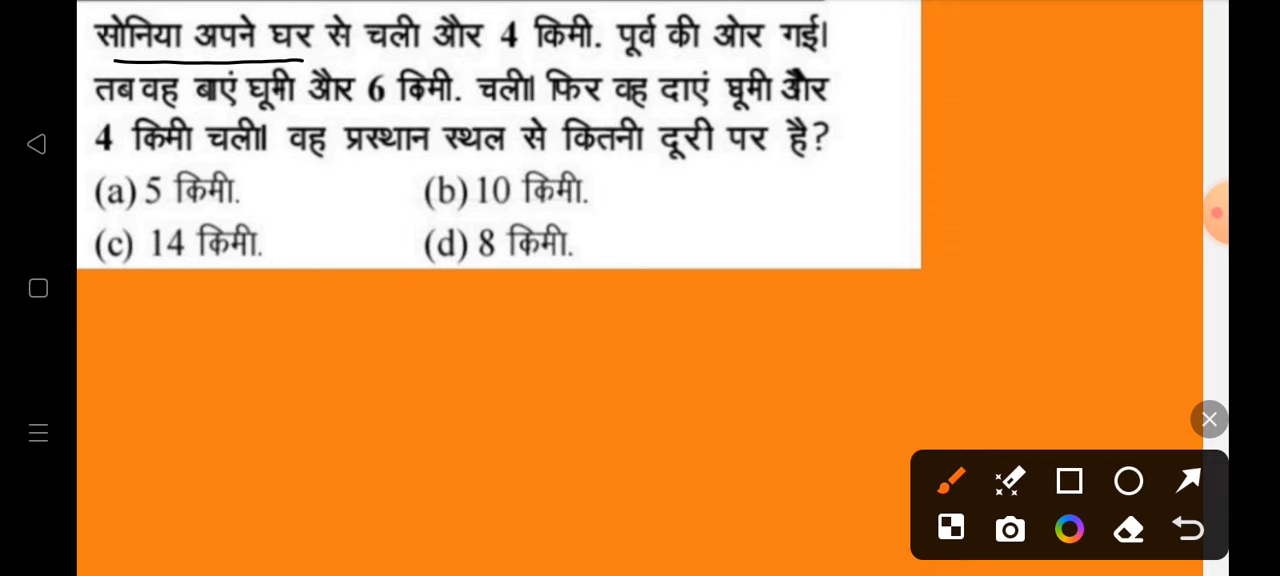 सोनिया अपने घर से चली और 4 किमी. पूर्व की ओर गई।
तब वह बाएं घूमी और 6 किमी. चली। फिर वह दाएं घूमी और
4 किमी चली। वह प्रस्थान स्थल से कितनी दूरी पर है?
(a) 5 किमी. (b) 10 किमी.
(c) 14 किमी. (d) 8 किमी.